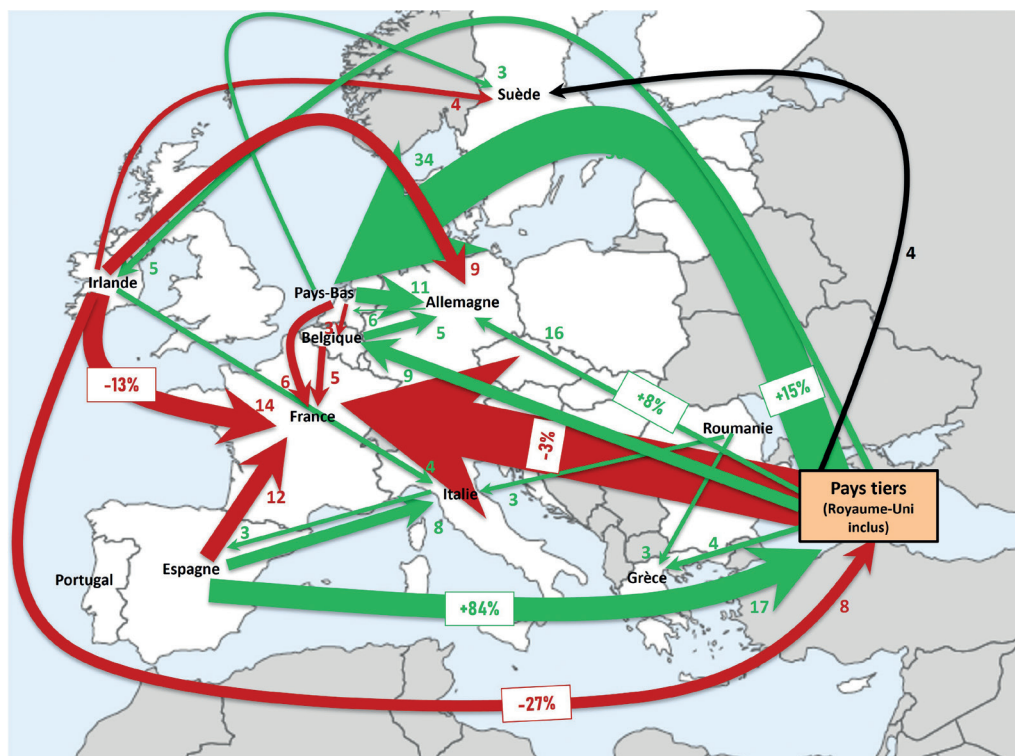 3
Suède
4
34
4
5
Irlande
9
Pays-Bas
11
Allemagne
6
3
Belgique
5
16
9
-13%
+8%
+15%
6
5
14
France
Roumanie
-3%
4
Italie
3
12
8
Pays tiers
(Royaume-Uni
inclus)
3
3
4
Espagne
Portugal
Grèce
+84%
17
8
-27%